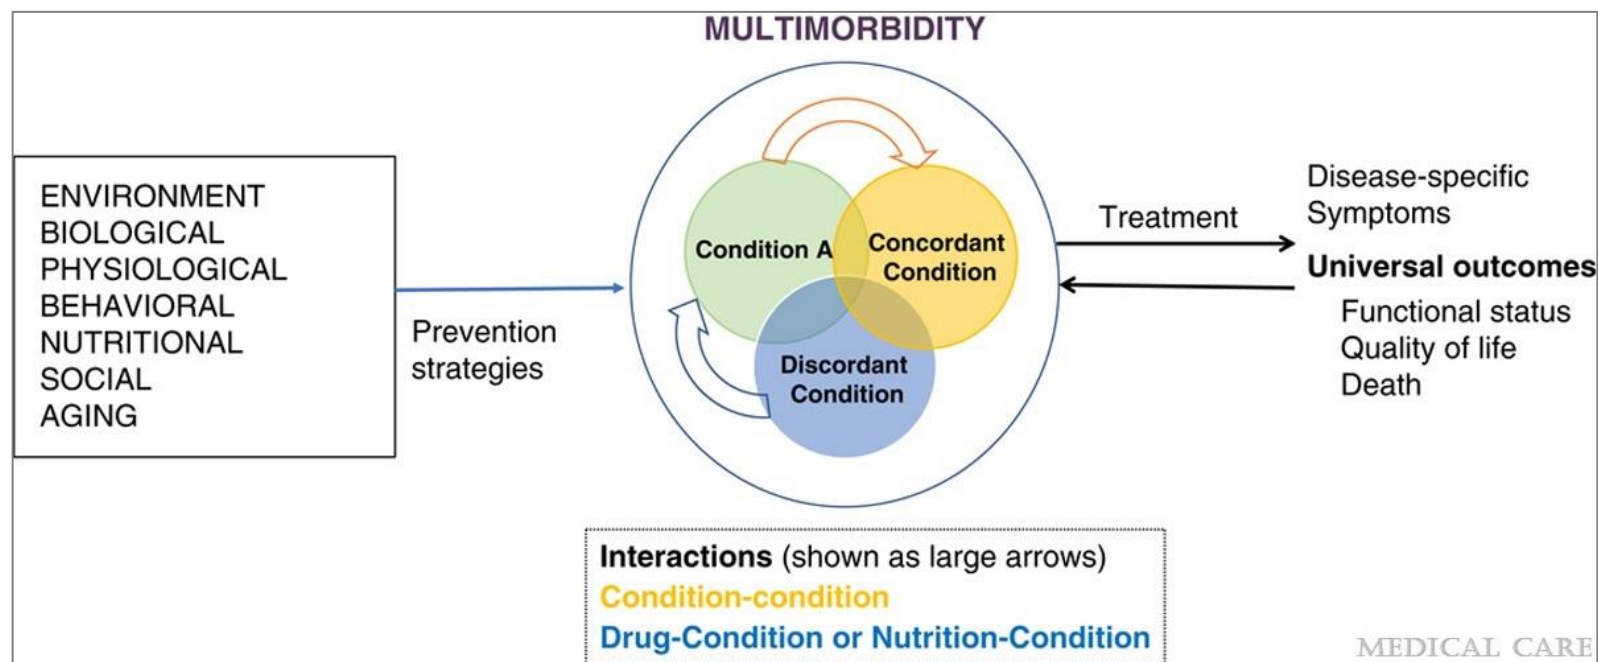 MULTIMORBIDITY
ENVIRONMENT
BIOLOGICAL
PHYSIOLOGICAL
BEHAVIORAL
NUTRITIONAL
SOCIAL
AGING
Prevention
strategies
Condition A
Concordant
Condition
Discordant
Condition
Treatment
Disease-specific
Symptoms
Universal outcomes
Functional status
Quality of life
Death
Interactions (shown as large arrows)
Condition-condition
Drug-Condition or Nutrition-Condition
MEDICAL CARE